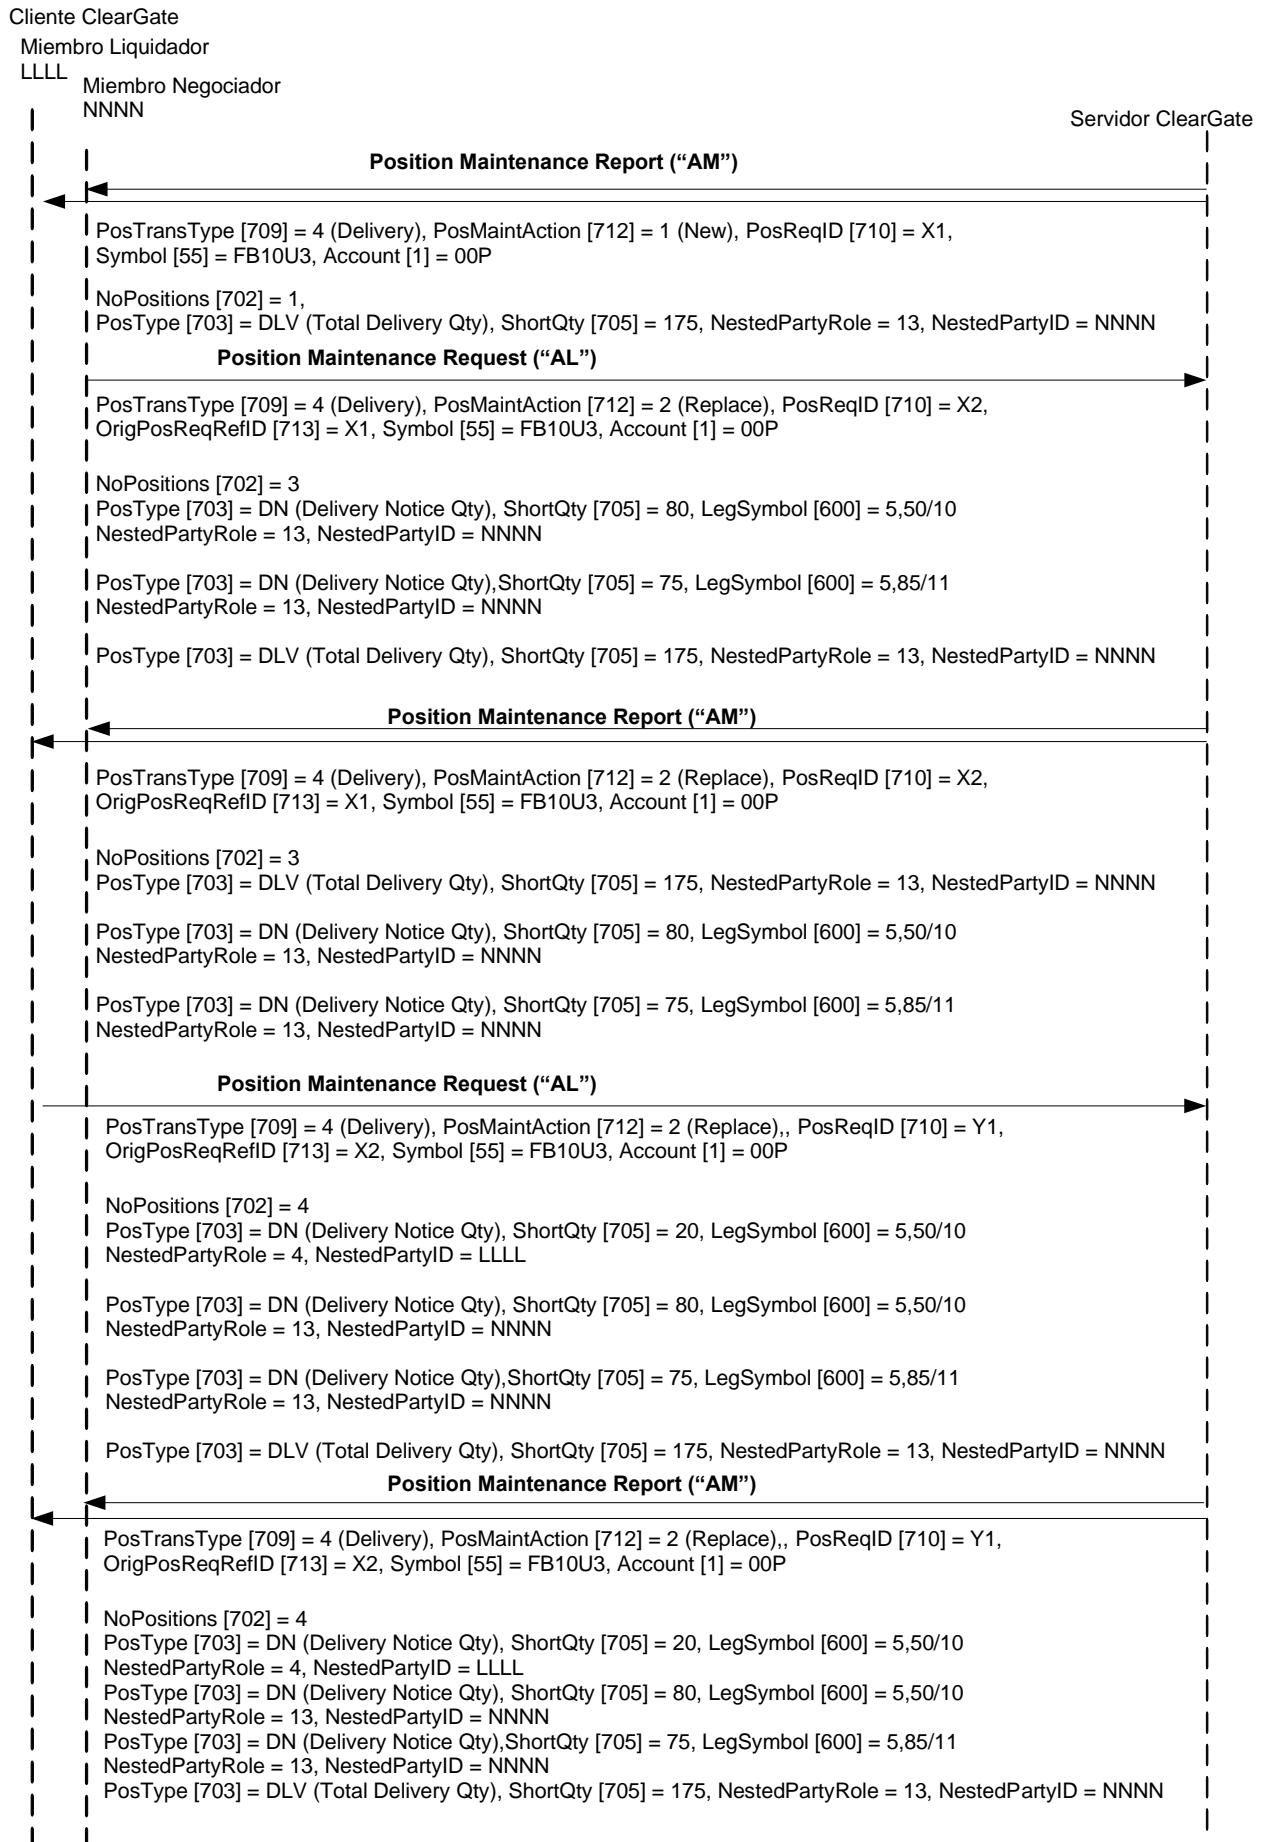 Cliente ClearGate
Miembro Liquidador
LLLL
Miembro Negociador
NNNN
Servidor ClearGate
Position Maintenance Report (“AM”)
PosTransType [709] = 4 (Delivery), PosMaintAction [712] = 1 (New), PosReqID [710] = X1,
Symbol [55] = FB10U3, Account [1] = 00P
NoPositions [702] = 1,
PosType [703] = DLV (Total Delivery Qty), ShortQty [705] = 175, NestedPartyRole = 13, NestedPartyID = NNNN
Position Maintenance Request (“AL”)
PosTransType [709] = 4 (Delivery), PosMaintAction [712] = 2 (Replace), PosReqID [710] = X2,
OrigPosReqRefID [713] = X1, Symbol [55] = FB10U3, Account [1] = 00P
NoPositions [702] = 3
PosType [703] = DN (Delivery Notice Qty), ShortQty [705] = 80, LegSymbol [600] = 5,50/10
NestedPartyRole = 13, NestedPartyID = NNNN
PosType [703] = DN (Delivery Notice Qty),ShortQty [705] = 75, LegSymbol [600] = 5,85/11
NestedPartyRole = 13, NestedPartyID = NNNN
PosType [703] = DLV (Total Delivery Qty), ShortQty [705] = 175, NestedPartyRole = 13, NestedPartyID = NNNN
Position Maintenance Report (“AM”)
PosTransType [709] = 4 (Delivery), PosMaintAction [712] = 2 (Replace), PosReqID [710] = X2,
OrigPosReqRefID [713] = X1, Symbol [55] = FB10U3, Account [1] = 00P
NoPositions [702] = 3
PosType [703] = DLV (Total Delivery Qty), ShortQty [705] = 175, NestedPartyRole = 13, NestedPartyID = NNNN
PosType [703] = DN (Delivery Notice Qty), ShortQty [705] = 80, LegSymbol [600] = 5,50/10
NestedPartyRole = 13, NestedPartyID = NNNN
PosType [703] = DN (Delivery Notice Qty), ShortQty [705] = 75, LegSymbol [600] = 5,85/11
NestedPartyRole = 13, NestedPartyID = NNNN
Position Maintenance Request (“AL”)
PosTransType [709] = 4 (Delivery), PosMaintAction [712] = 2 (Replace),, PosReqID [710] = Y1,
OrigPosReqRefID [713] = X2, Symbol [55] = FB10U3, Account [1] = 00P
NoPositions [702] = 4
PosType [703] = DN (Delivery Notice Qty), ShortQty [705] = 20, LegSymbol [600] = 5,50/10
NestedPartyRole = 4, NestedPartyID = LLLL
PosType [703] = DN (Delivery Notice Qty), ShortQty [705] = 80, LegSymbol [600] = 5,50/10
NestedPartyRole = 13, NestedPartyID = NNNN
PosType [703] = DN (Delivery Notice Qty),ShortQty [705] = 75, LegSymbol [600] = 5,85/11
NestedPartyRole = 13, NestedPartyID = NNNN
PosType [703] = DLV (Total Delivery Qty), ShortQty [705] = 175, NestedPartyRole = 13, NestedPartyID = NNNN
Position Maintenance Report (“AM”)
PosTransType [709] = 4 (Delivery), PosMaintAction [712] = 2 (Replace),, PosReqID [710] = Y1,
OrigPosReqRefID [713] = X2, Symbol [55] = FB10U3, Account [1] = 00P
NoPositions [702] = 4
PosType [703] = DN (Delivery Notice Qty), ShortQty [705] = 20, LegSymbol [600] = 5,50/10
NestedPartyRole = 4, NestedPartyID = LLLL
PosType [703] = DN (Delivery Notice Qty), ShortQty [705] = 80, LegSymbol [600] = 5,50/10
NestedPartyRole = 13, NestedPartyID = NNNN
PosType [703] = DN (Delivery Notice Qty),ShortQty [705] = 75, LegSymbol [600] = 5,85/11
NestedPartyRole = 13, NestedPartyID = NNNN
PosType [703] = DLV (Total Delivery Qty), ShortQty [705] = 175, NestedPartyRole = 13, NestedPartyID = NNNN